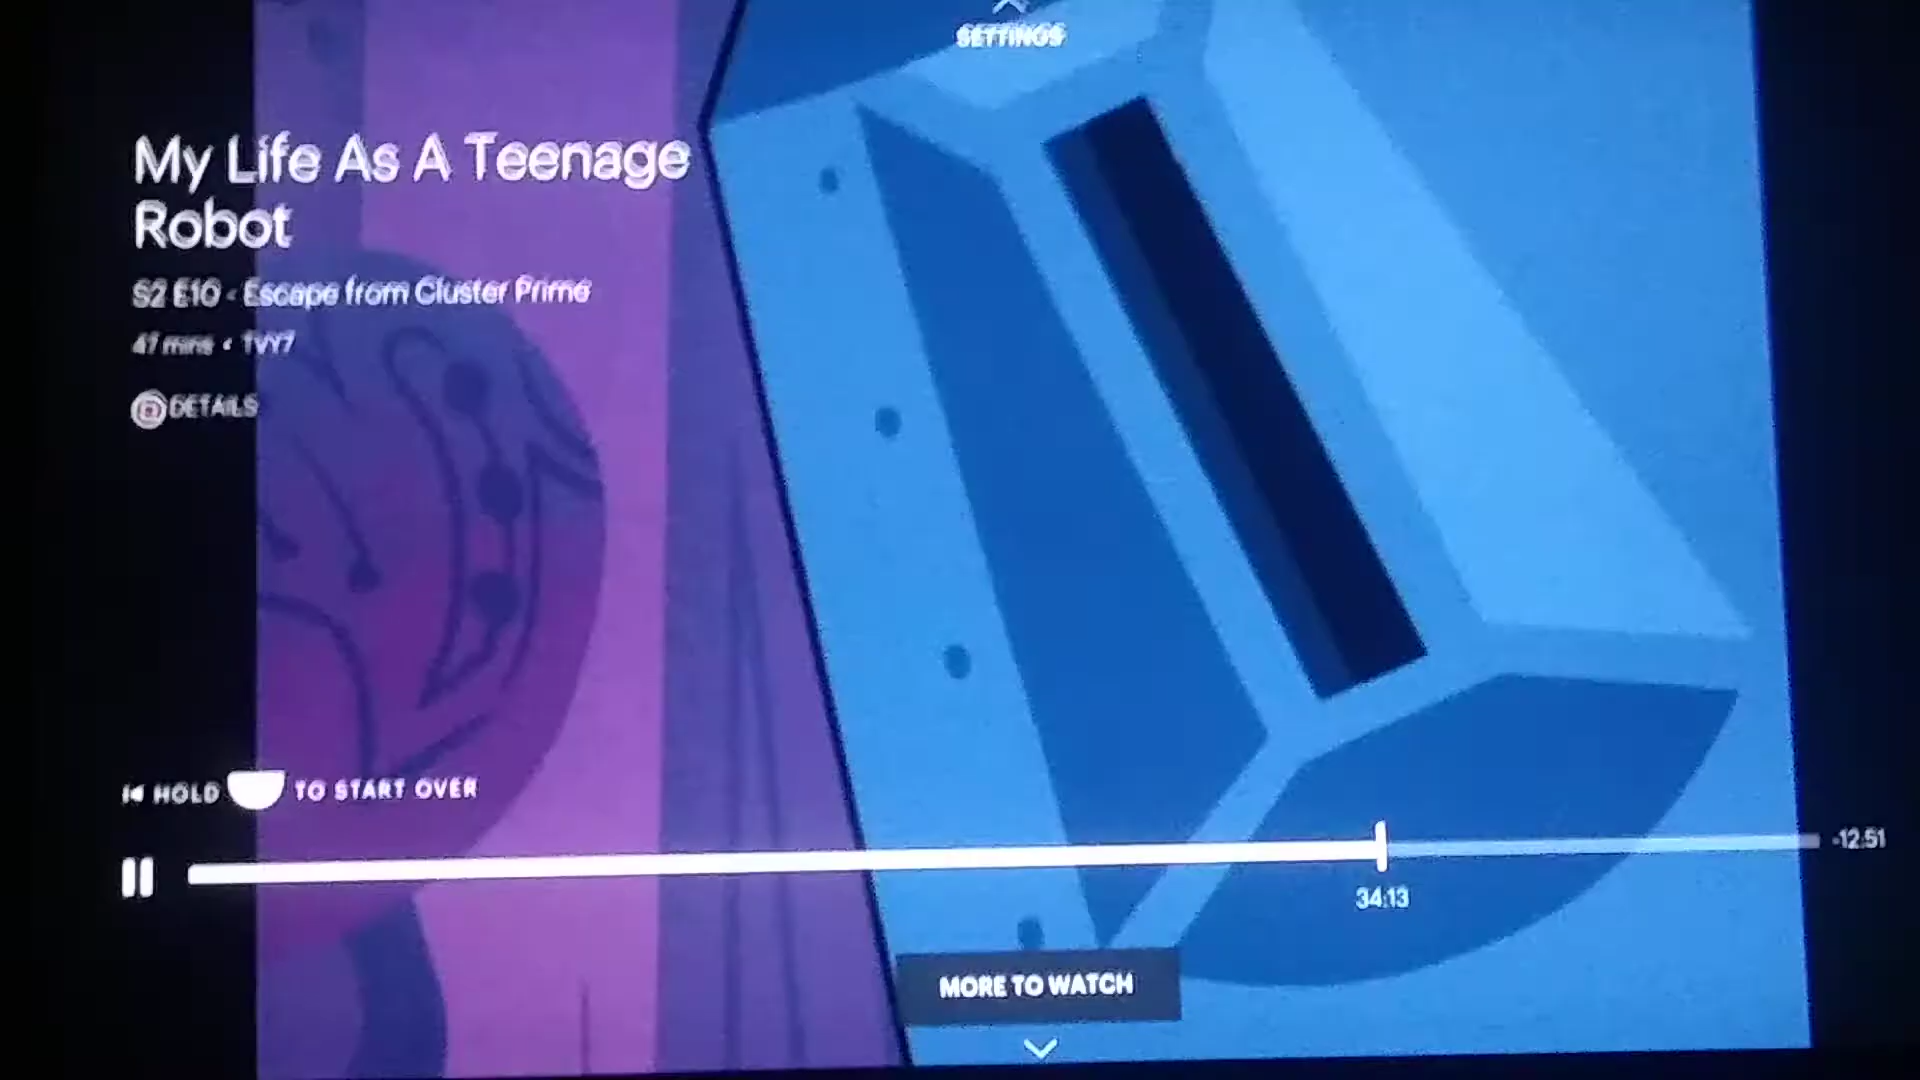 SETTINGS
My Life As A Teenage
Robot
S2 E10 • Escape from Cluster Prime
47 mins • TVY7
DETAILS
HOLD TO START OVER
-12:51
34:13
MORE TO WATCH